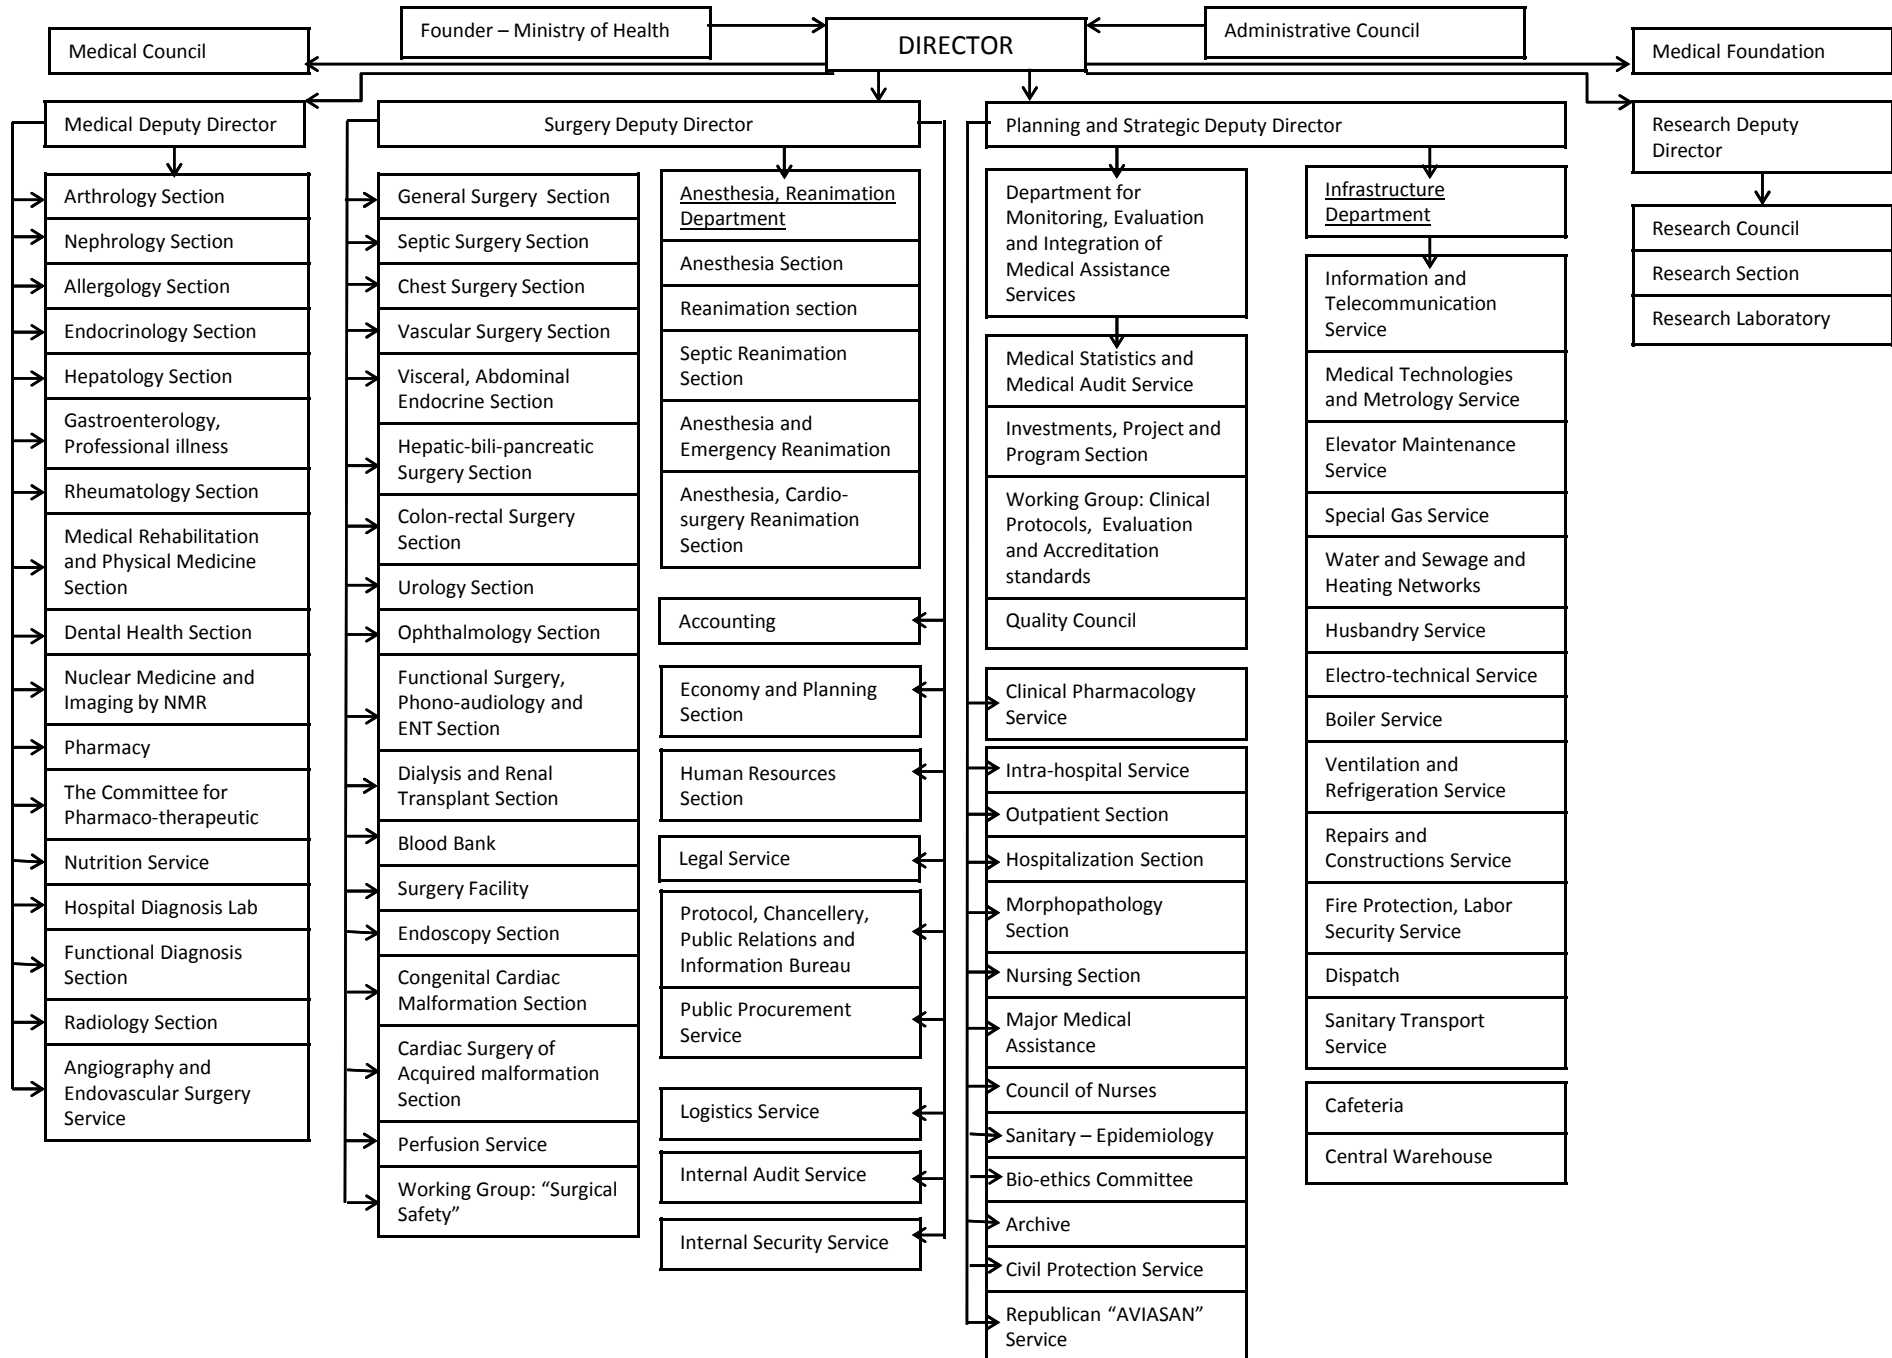 Founder – Ministry of Health
DIRECTOR
Administrative Council
Medical Council
Medical Foundation
Medical Deputy Director
Surgery Deputy Director
Planning and Strategic Deputy Director
Research Deputy
Director
Arthrology Section
Nephrology Section
Allergology Section
Endocrinology Section
Hepatology Section
Gastroenterology,
Professional illness
Rheumatology Section
Medical Rehabilitation
and Physical Medicine
Section
Dental Health Section
Nuclear Medicine and
Imaging by NMR
Pharmacy
The Committee for
Pharmaco-therapeutic
Nutrition Service
Hospital Diagnosis Lab
Functional Diagnosis
Section
Radiology Section
Angiography and
Endovascular Surgery
Service
General Surgery Section
Septic Surgery Section
Chest Surgery Section
Vascular Surgery Section
Visceral, Abdominal
Endocrine Section
Hepatic-bili-pancreatic
Surgery Section
Colon-rectal Surgery
Section
Urology Section
Ophthalmology Section
Functional Surgery,
Phono-audiology and
ENT Section
Dialysis and Renal
Transplant Section
Blood Bank
Surgery Facility
Endoscopy Section
Congenital Cardiac
Malformation Section
Cardiac Surgery of
Acquired malformation
Section
Perfusion Service
Working Group: “Surgical
Safety”
Anesthesia, Reanimation
Department
Anesthesia Section
Reanimation section
Septic Reanimation
Section
Anesthesia and
Emergency Reanimation
Anesthesia, Cardio-
surgery Reanimation
Section
Accounting
Economy and Planning
Section
Human Resources
Section
Legal Service
Protocol, Chancellery,
Public Relations and
Information Bureau
Public Procurement
Service
Logistics Service
Internal Audit Service
Internal Security Service
Department for
Monitoring, Evaluation
and Integration of
Medical Assistance
Services
Medical Statistics and
Medical Audit Service
Investments, Project and
Program Section
Working Group: Clinical
Protocols, Evaluation
and Accreditation
standards
Quality Council
Clinical Pharmacology
Service
Intra-hospital Service
Outpatient Section
Hospitalization Section
Morphopathology
Section
Nursing Section
Major Medical
Assistance
Council of Nurses
Sanitary – Epidemiology
Bio-ethics Committee
Archive
Civil Protection Service
Republican “AVIASAN”
Service
Infrastructure
Department
Information and
Telecommunication
Service
Medical Technologies
and Metrology Service
Elevator Maintenance
Service
Special Gas Service
Water and Sewage and
Heating Networks
Husbandry Service
Electro-technical Service
Boiler Service
Ventilation and
Refrigeration Service
Repairs and
Constructions Service
Fire Protection, Labor
Security Service
Dispatch
Sanitary Transport
Service
Cafeteria
Central Warehouse
Research Council
Research Section
Research Laboratory